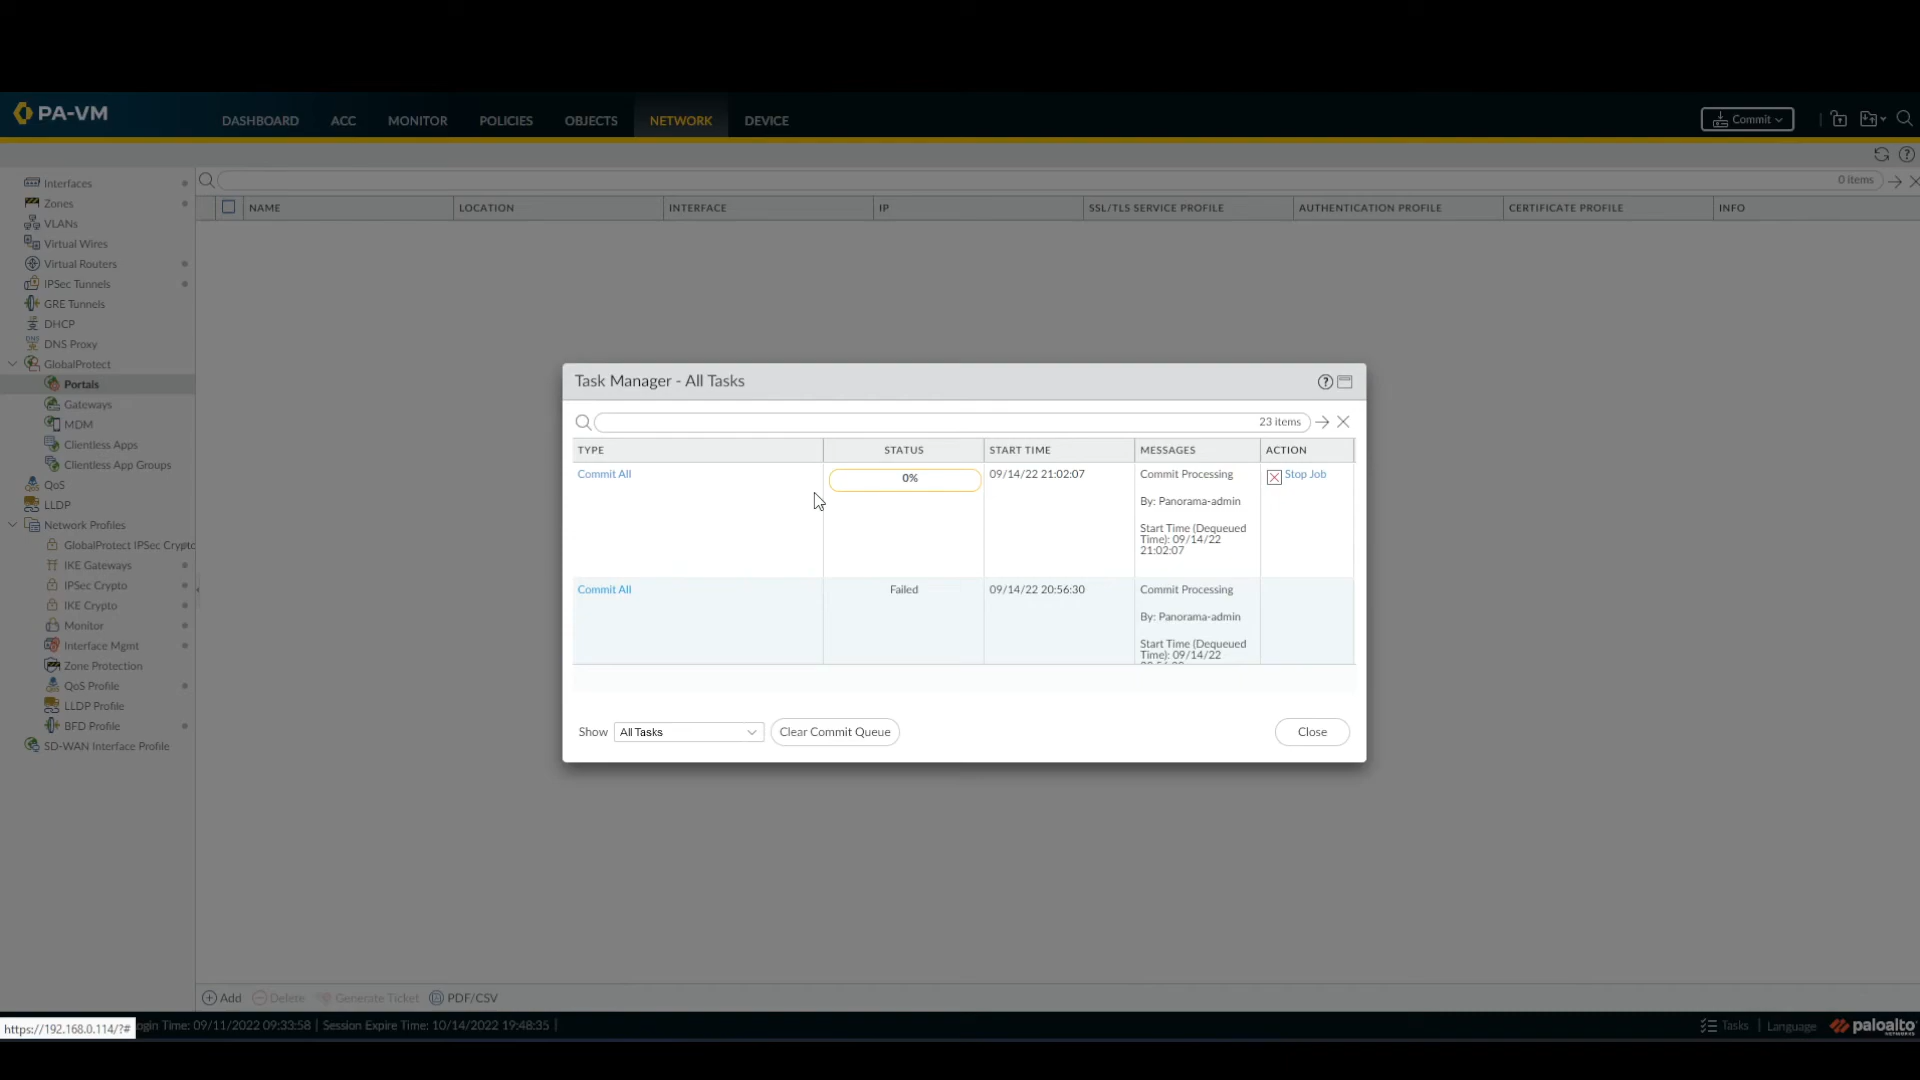 PA-VM
DASHBOARD
ACC
MONITOR
POLICIES
OBJECTS
NETWORK
DEVICE
Commit
Interfaces
Zones
VLANs
Virtual Wires
Virtual Routers
IPSec Tunnels
GRE Tunnels
DHCP
DNS Proxy
GlobalProtect
Portals
Gateways
MDM
Clientless Apps
Clientless App Groups
QoS
LLDP
Network Profiles
GlobalProtect IPSec Crypto
IKE Gateways
IPSec Crypto
IKE Crypto
Monitor
Interface Mgmt
Zone Protection
QoS Profile
LLDP Profile
BFD Profile
SD-WAN Interface Profile
0 items
NAME
LOCATION
INTERFACE
IP
SSL/TLS SERVICE PROFILE
AUTHENTICATION PROFILE
CERTIFICATE PROFILE
INFO
Task Manager - All Tasks
23 items
TYPE
STATUS
START TIME
MESSAGES
ACTION
Commit All
0%
09/14/22 21:02:07
Commit Processing
By: Panorama-admin
Start Time (Dequeued
Time): 09/14/22
21:02:07
Stop Job
Commit All
Failed
09/14/22 20:56:30
Commit Processing
By: Panorama-admin
Start Time (Dequeued
Time): 09/14/22
Show
All Tasks
Clear Commit Queue
Close
Add
Delete
Generate Ticket
PDF/CSV
https://192.168.0.114/?#
ogin Time: 09/11/2022 09:33:58 | Session Expire Time: 10/14/2022 19:48:35 |
Tasks | Language
paloalto
NETWORKS